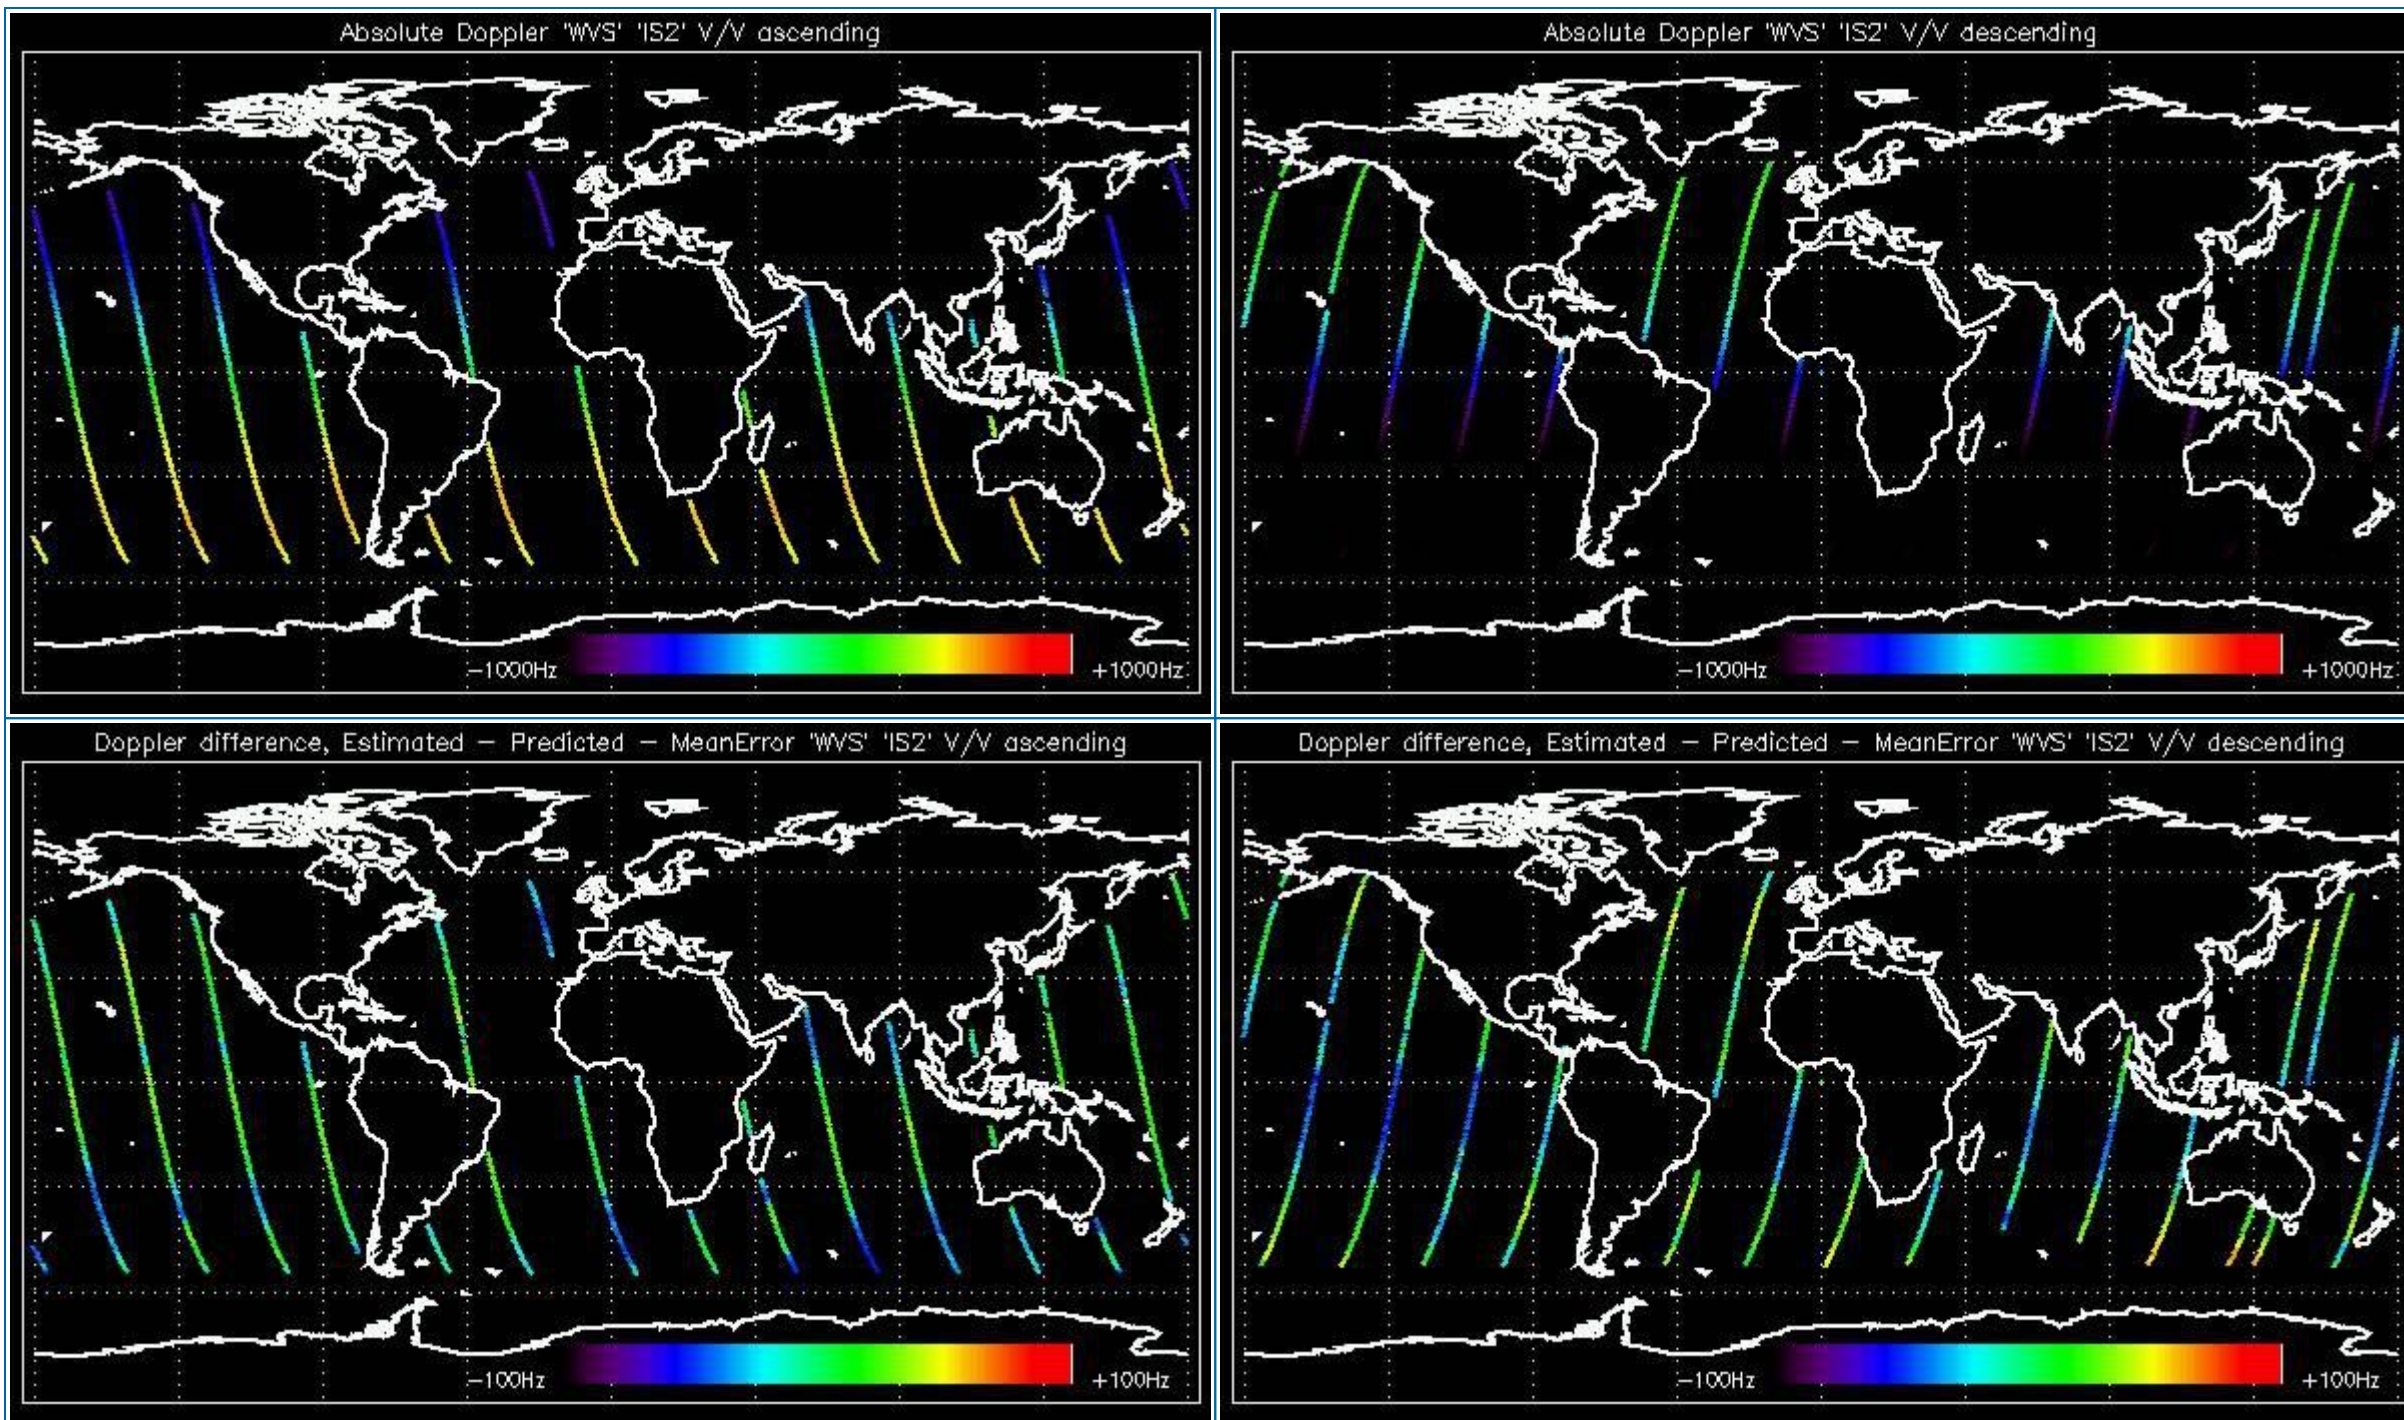 Absolute Doppler 'WVS' 'IS2' V/V ascending
-1000Hz
+1000Hz
Absolute Doppler 'WVS' 'IS2' V/V descending
-1000Hz
+1000Hz
Doppler difference, Estimated - Predicted - MeanError 'WVS' 'IS2' V/V ascending
-100Hz
+100Hz
Doppler difference, Estimated - Predicted - MeanError 'WVS' 'IS2' V/V descending
-100Hz
+100Hz